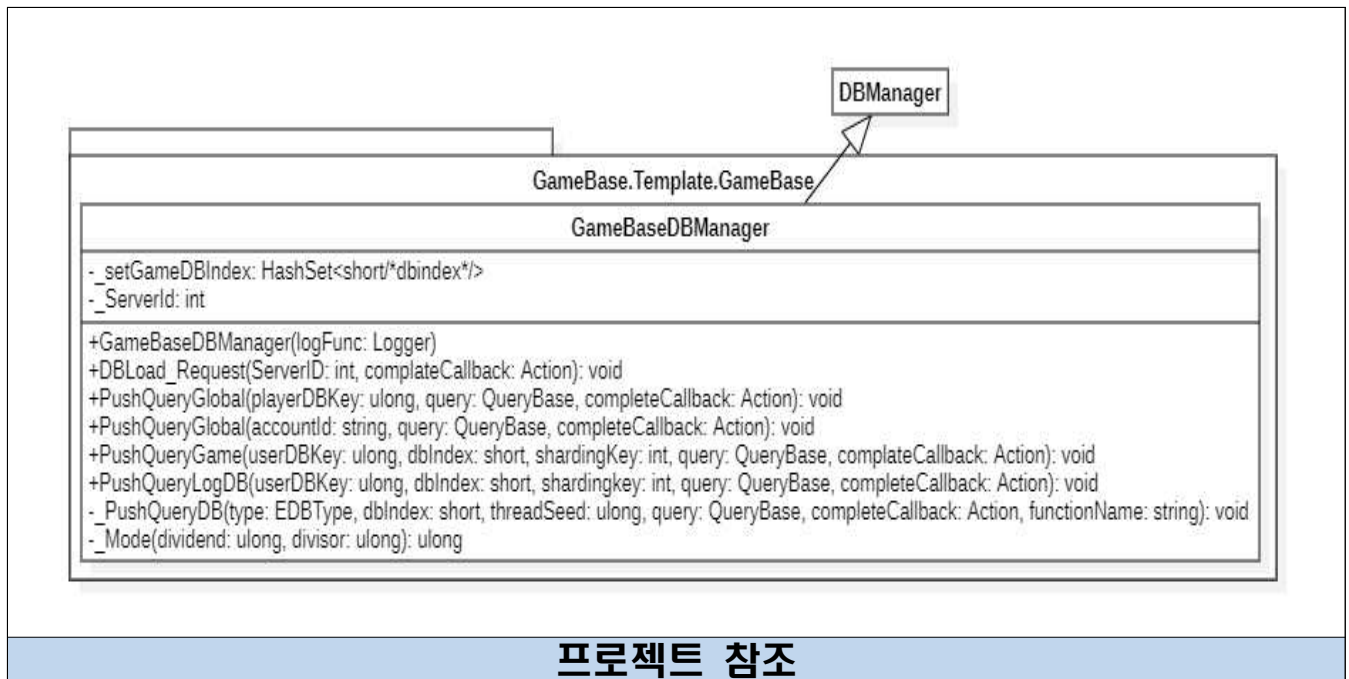 DBManager
GameBase.Template.GameBase
GameBaseDBManager
-_setGameDBIndex: HashSet<short/*dbindex*/>
-_ServerId: int
+GameBaseDBManager(logFunc: Logger)
+DBLoad_Request(ServerID: int, complateCallback: Action): void
+PushQueryGlobal(playerDBKey: ulong, query: QueryBase, completeCallback: Action): void
+PushQueryGlobal(accountId: string, query: QueryBase, completeCallback: Action): void
+PushQueryGame(userDBKey: ulong, dbIndex: short, shardingKey: int, query: QueryBase, complateCallback: Action): void
+PushQueryLogDB(userDBKey: ulong, dbIndex: short, shardingkey: int, query: QueryBase, completeCallback: Action): void
-_PushQueryDB(type: EDBType, dbIndex: short, threadSeed: ulong, query: QueryBase, completeCallback: Action, functionName: string): void
-_Mode(dividend: ulong, divisor: ulong): ulong
프로젝트 참조